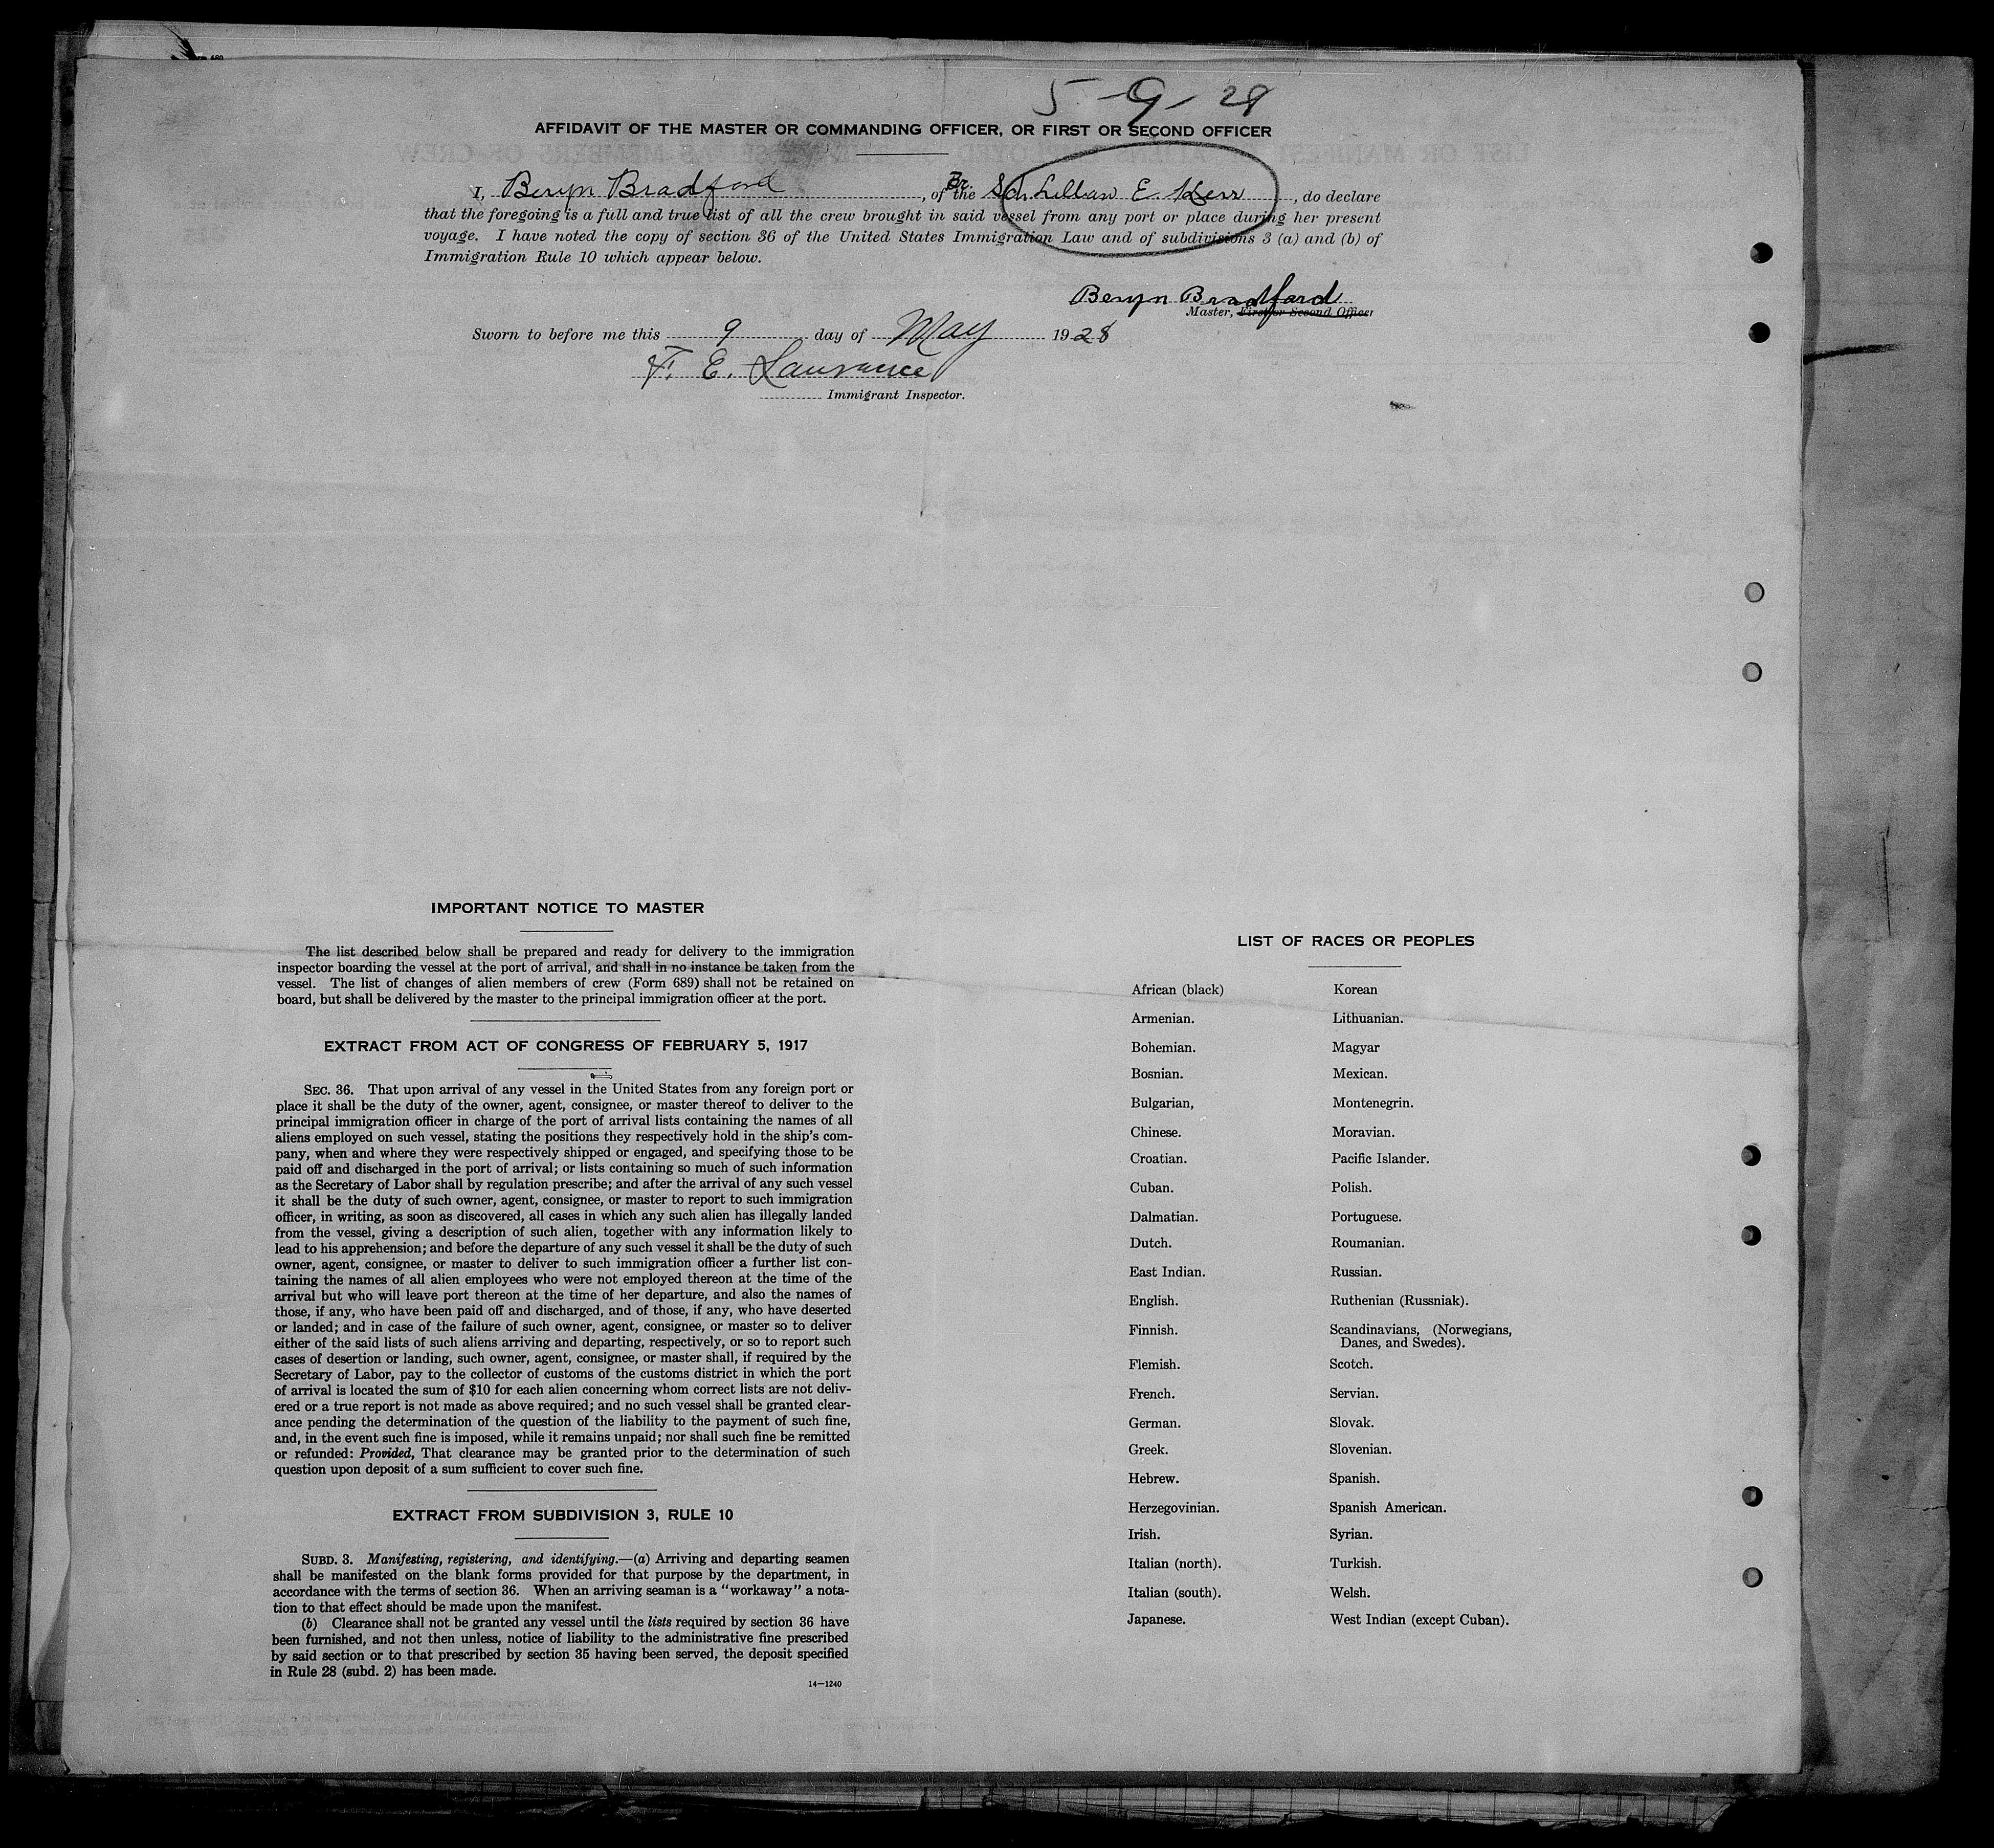 5-9-28
AFFIDAVIT OF THE MASTER OR COMMANDING OFFICER, OR FIRST OR SECOND OFFICER
I, Beryn Bradford, of the Br. Sch. Lillian E. Kerr, do declare
that the foregoing is a full and true list of all the crew brought in said vessel from any port or place during her present
voyage. I have noted the copy of section 36 of the United States Immigration Law and of subdivisions 3 (a) and (b) of
Immigration Rule 10 which appear below.
Beryn Bradford
Master, First or Second Officer
Sworn to before me this 9 day of May 1928
F. E. Laurance
Immigrant Inspector.
IMPORTANT NOTICE TO MASTER
The list described below shall be prepared and ready for delivery to the immigration
inspector boarding the vessel at the port of arrival, and shall in no instance be taken from the
vessel. The list of changes of alien members of crew (Form 689) shall not be retained on
board, but shall be delivered by the master to the principal immigration officer at the port.
EXTRACT FROM ACT OF CONGRESS OF FEBRUARY 5, 1917
SEC. 36. That upon arrival of any vessel in the United States from any foreign port or
place it shall be the duty of the owner, agent, consignee, or master thereof to deliver to the
principal immigration officer in charge of the port of arrival lists containing the names of all
aliens employed on such vessel, stating the positions they respectively hold in the ship's com-
pany, when and where they were respectively shipped or engaged, and specifying those to be
paid off and discharged in the port of arrival; or lists containing so much of such information
as the Secretary of Labor shall by regulation prescribe; and after the arrival of any such vessel
it shall be the duty of such owner, agent, consignee, or master to report to such immigration
officer, in writing, as soon as discovered, all cases in which any such alien has illegally landed
from the vessel, giving a description of such alien, together with any information likely to
lead to his apprehension; and before the departure of any such vessel it shall be the duty of such
owner, agent, consignee, or master to deliver to such immigration officer a further list con-
taining the names of all alien employees who were not employed thereon at the time of the
arrival but who will leave port thereon at the time of her departure, and also the names of
those, if any, who have been paid off and discharged, and of those, if any, who have deserted
or landed; and in case of the failure of such owner, agent, consignee, or master so to deliver
either of the said lists of such aliens arriving and departing, respectively, or so to report such
cases of desertion or landing, such owner, agent, consignee, or master shall, if required by the
Secretary of Labor, pay to the collector of customs of the customs district in which the port
of arrival is located the sum of $10 for each alien concerning whom correct lists are not deliv-
ered or a true report is not made as above required; and no such vessel shall be granted clear-
ance pending the determination of the question of the liability to the payment of such fine,
and, in the event such fine is imposed, while it remains unpaid; nor shall such fine be remitted
or refunded: Provided, That clearance may be granted prior to the determination of such
question upon deposit of a sum sufficient to cover such fine.
EXTRACT FROM SUBDIVISION 3, RULE 10
SUBD. 3. Manifesting, registering, and identifying.—(a) Arriving and departing seamen
shall be manifested on the blank forms provided for that purpose by the department, in
accordance with the terms of section 36. When an arriving seaman is a "workaway" a nota-
tion to that effect should be made upon the manifest.
(b) Clearance shall not be granted any vessel until the lists required by section 36 have
been furnished, and not then unless, notice of liability to the administrative fine prescribed
by said section or to that prescribed by section 35 having been served, the deposit specified
in Rule 28 (subd. 2) has been made.
14—1240
LIST OF RACES OR PEOPLES
African (black)
Armenian.
Bohemian.
Bosnian.
Bulgarian,
Chinese.
Croatian.
Cuban.
Dalmatian.
Dutch.
East Indian.
English.
Finnish.
Flemish.
French.
German.
Greek.
Hebrew.
Herzegovinian.
Irish.
Italian (north).
Italian (south).
Japanese.
Korean
Lithuanian.
Magyar
Mexican.
Montenegrin.
Moravian.
Pacific Islander.
Polish.
Portuguese.
Roumanian.
Russian.
Ruthenian (Russniak).
Scandinavians, (Norwegians,
Danes, and Swedes).
Scotch.
Servian.
Slovak.
Slovenian.
Spanish.
Spanish American.
Syrian.
Turkish.
Welsh.
West Indian (except Cuban).